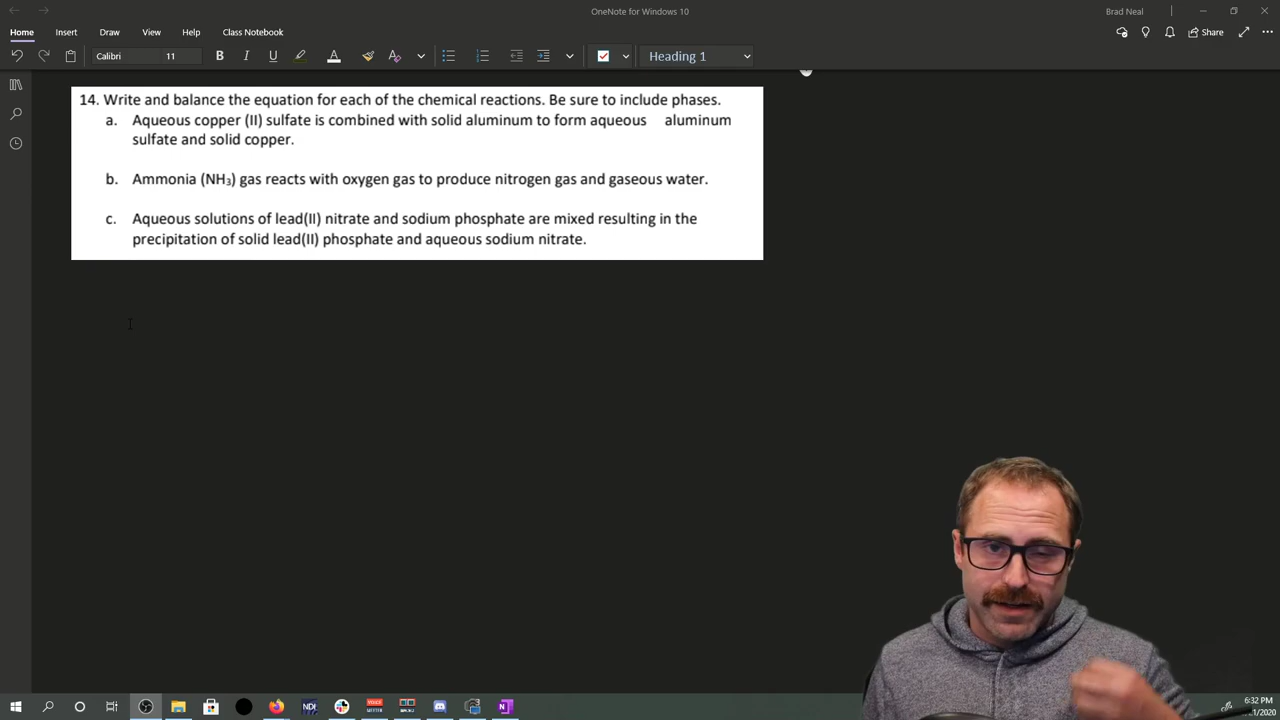 OneNote for Windows 10
Brad Neal
Home Insert Draw View Help Class Notebook
Share
Calibri 11 B I U A A Heading 1
14. Write and balance the equation for each of the chemical reactions. Be sure to include phases.
a. Aqueous copper (II) sulfate is combined with solid aluminum to form aqueous aluminum
sulfate and solid copper.
b. Ammonia (NH₃) gas reacts with oxygen gas to produce nitrogen gas and gaseous water.
c. Aqueous solutions of lead(II) nitrate and sodium phosphate are mixed resulting in the
precipitation of solid lead(II) phosphate and aqueous sodium nitrate.
NDI
N
6:32 PM
1/2020